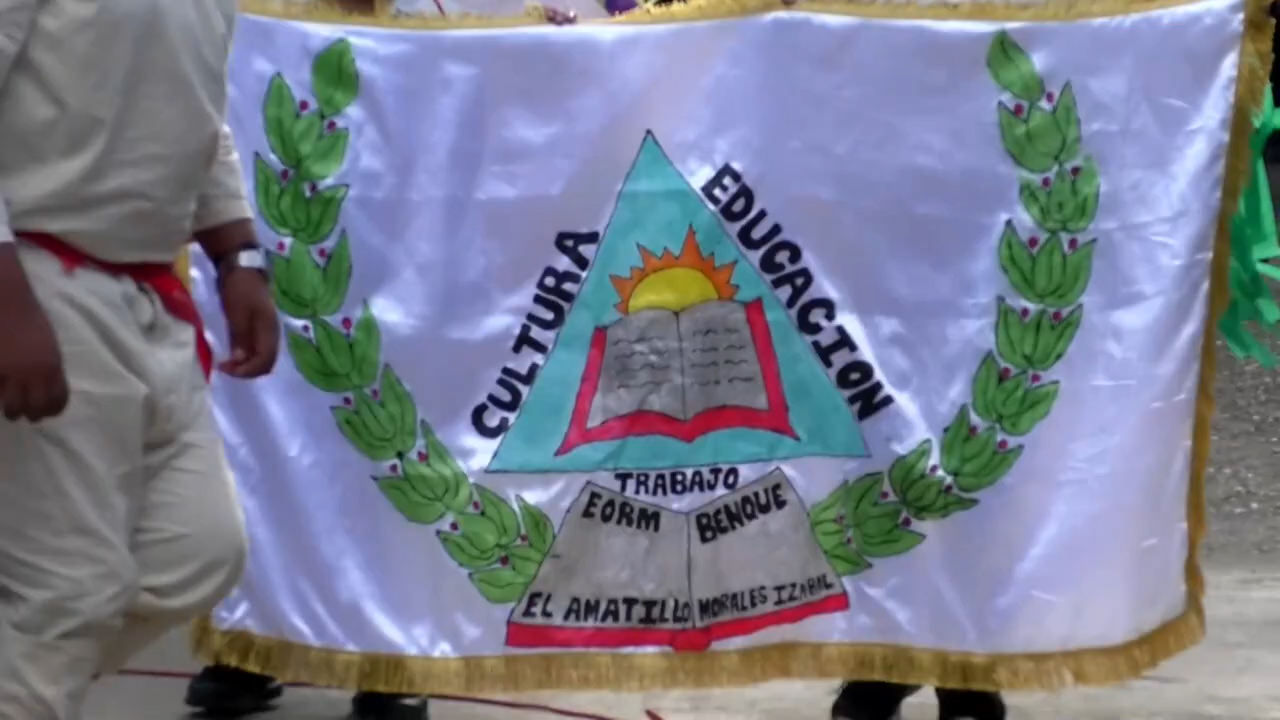 CULTURA
EDUCACION
TRABAJO
EORM BENQUE
EL AMATILLO MORALES IZABAL